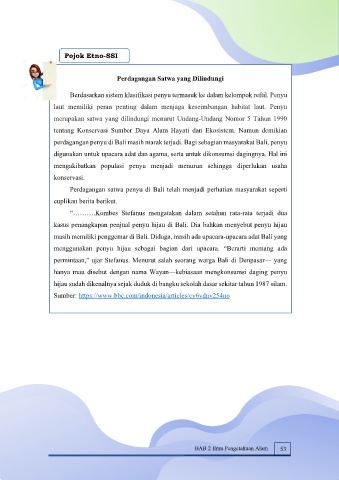 Pojok Etno-SSI
Perdagangan Satwa yang Dilindungi
Berdasarkan sistem klasifikasi penyu termasuk ke dalam kelompok reftil. Penyu
laut memiliki peran penting dalam menjaga keseimbangan habitat laut. Penyu
merupakan satwa yang dilindungi menurut Undang-Undang Nomor 5 Tahun 1990
tentang Konservasi Sumber Daya Alam Hayati dan Ekosistem. Namun demikian
perdagangan penyu di Bali masih marak terjadi. Bagi sebagian masyarakat Bali, penyu
digunakan untuk upacara adat dan agama, serta untuk dikonsumsi dagingnya. Hal ini
mengakibatkan populasi penyu menjadi menurun sehingga diperlukan usaha
konservasi.
Perdagangan satwa penyu di Bali telah menjadi perhatian masyarakat seperti
cuplikan berita berikut.
"……….Kombes Stefanus mengatakan dalam setahun rata-rata terjadi dua
kasus penangkapan penjual penyu hijau di Bali. Dia bahkan menyebut penyu hijau
masih memiliki penggemar di Bali. Diduga, masih ada upacara-upacara adat Bali yang
menggunakan penyu hijau sebagai bagian dari upacara. "Berarti memang ada
permintaan," ujar Stefanus. Menurut salah seorang warga Bali di Denpasar— yang
hanya mau disebut dengan nama Wayan—kebiasaan mengkonsumsi daging penyu
hijau sudah dikenalnya sejak duduk di bangku sekolah dasar sekitar tahun 1987 silam.
Sumber: https://www.bbc.com/indonesia/articles/cv6vdnv254no
BAB 2 Ilmu Pengetahuan Alam 53